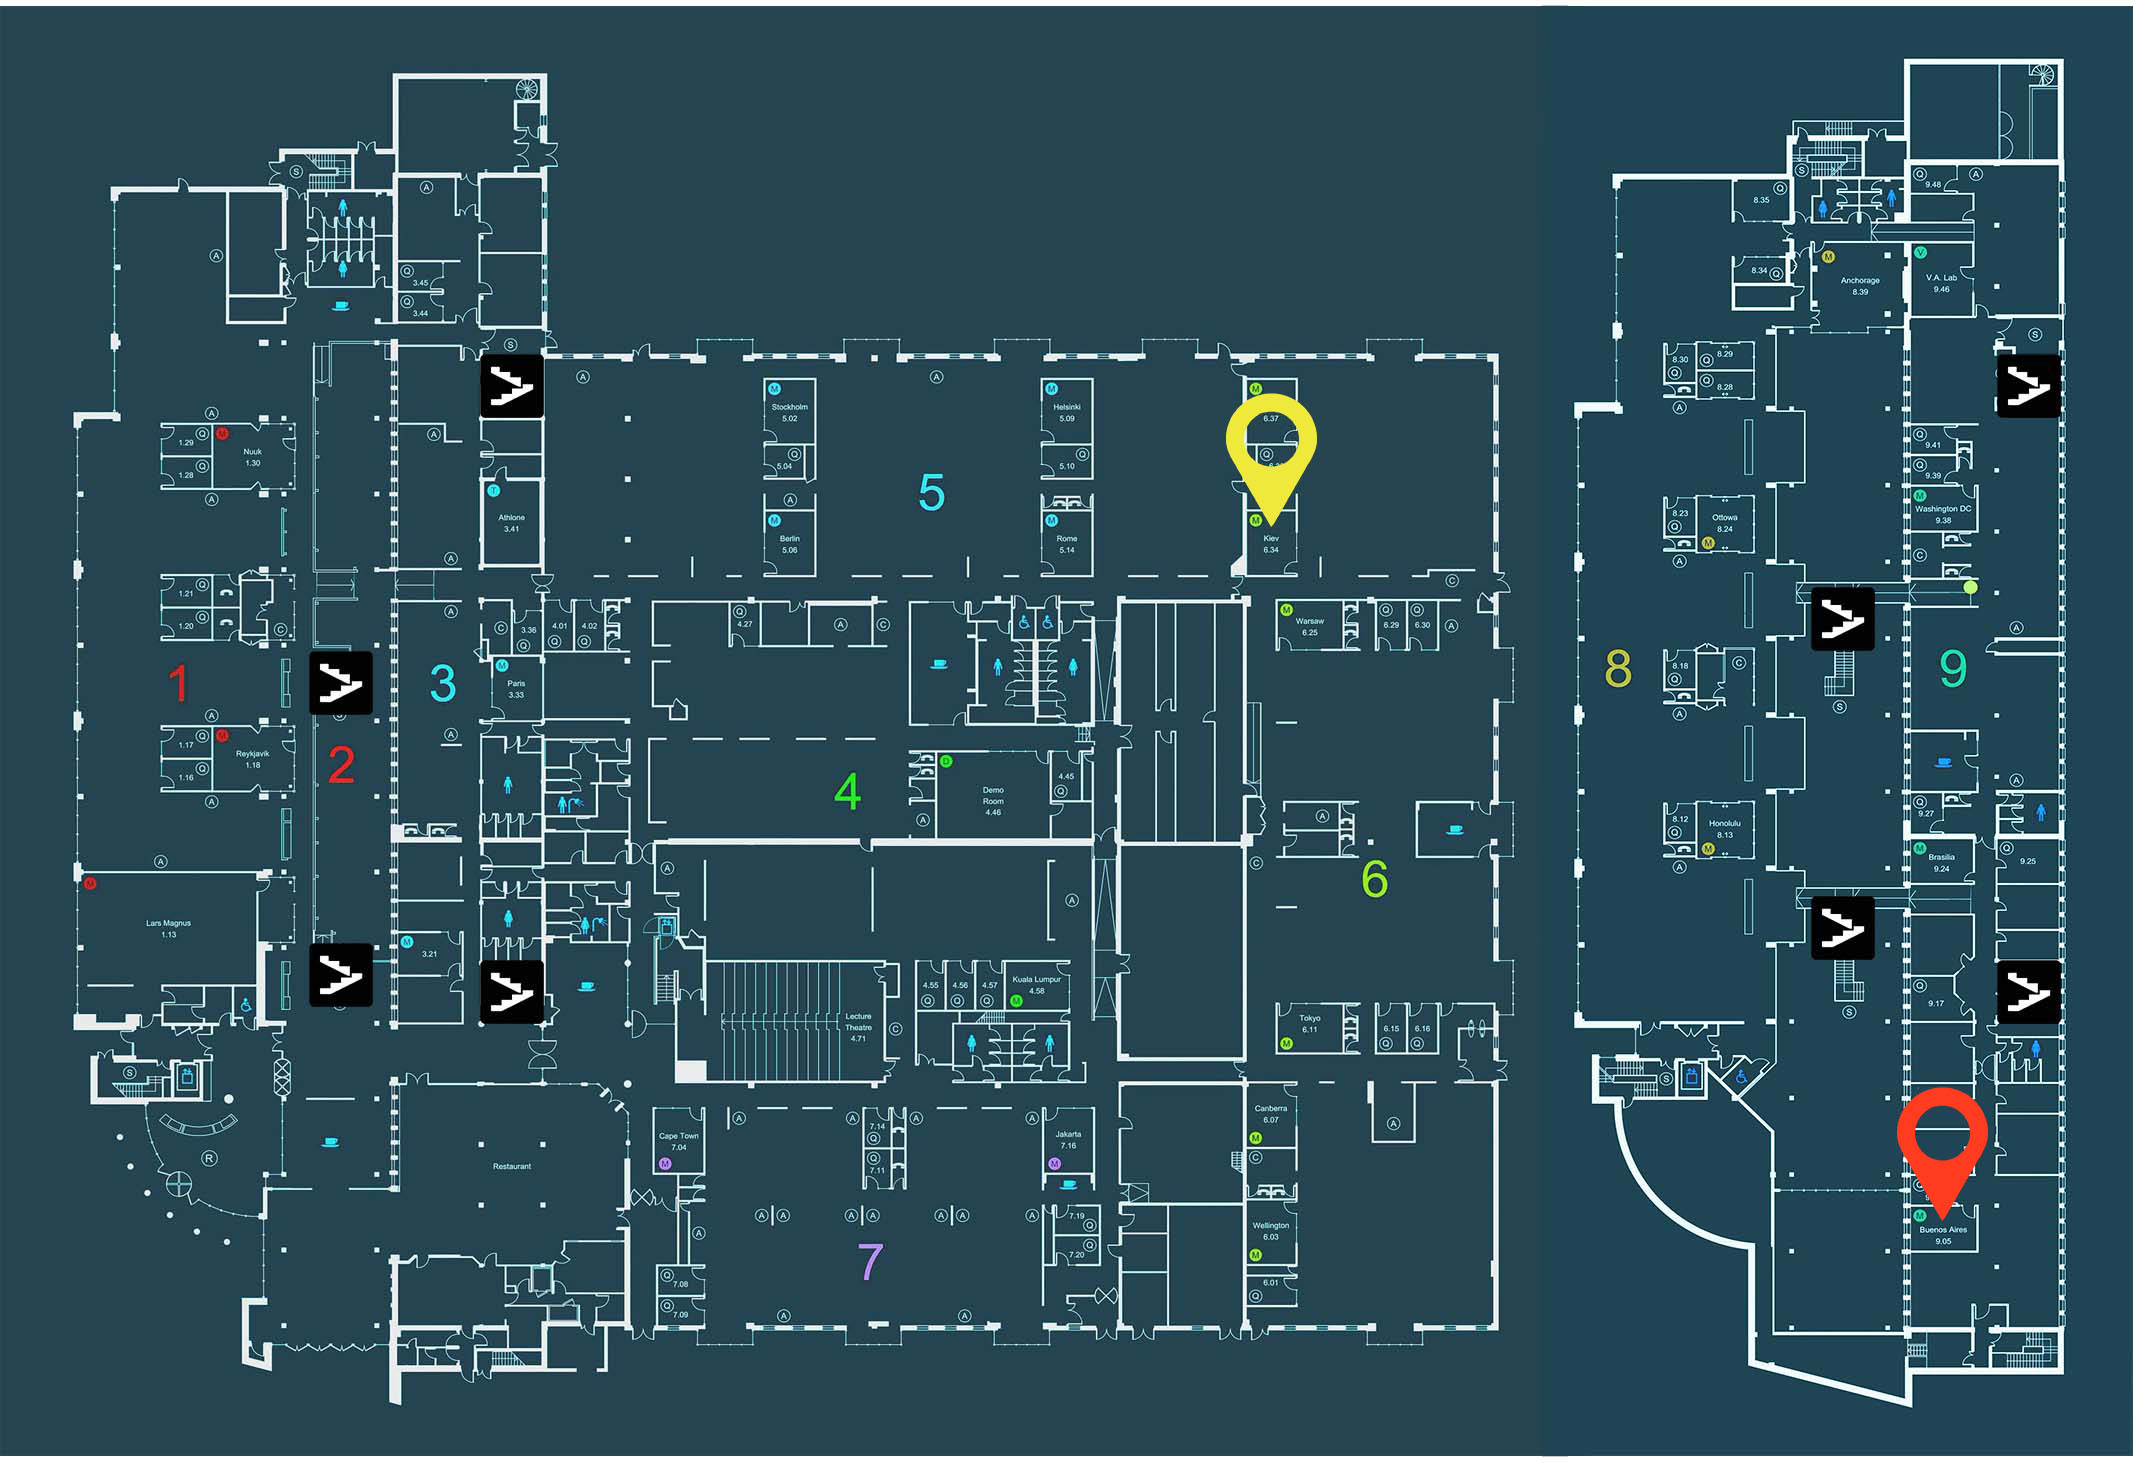 S
A
A
Q
3.45
Q
3.44
S
A
A
A
1.29
Q
M
Nuuk
1.30
1.28
Q
A
A
T
Athlone
3.41
A
M
Stockholm
5.02
Q
5.04
A
M
Berlin
5.06
5
M
Helsinki
5.09
Q
5.10
M
Rome
5.14
M
6.37
Q
M
Kiev
6.34
C
1.21
Q
1.20
Q
C
A
C
3.36
Q
4.01
Q
4.02
Q
Q
4.27
A
C
M
Warsaw
6.25
6.29
Q
6.30
Q
A
1
3
M
Paris
3.33
A
A
1.17
Q
M
Reykjavik
1.18
1.16
Q
A
2
4
D
Demo
Room
4.46
4.45
Q
A
A
C
6
A
M
Lars Magnus
1.13
M
3.21
A
A
4.55
Q
4.56
Q
4.57
Q
Kuala Lumpur
4.58
M
Lecture
Theatre
4.71
C
Tokyo
6.11
M
6.15
Q
6.16
Q
S
R
Restaurant
Cape Town
7.04
M
A
A
7.14
Q
Q
7.11
A
Jakarta
7.16
M
Canberra
6.07
M
C
A
A
A
A
A
A
A
A
A
7.19
Q
Q
7.20
Wellington
6.03
M
7
Q
7.08
Q
7.09
A
A
6.01
Q
S
Q
8.35
8.34
Q
M
Anchorage
8.39
Q
9.48
A
V
V.A. Lab
9.46
S
8.30
Q
8.29
Q
8.28
Q
A
Q
9.41
Q
9.39
M
Washington DC
9.38
C
8.23
Q
Ottowa
8.24
M
A
A
8
8.18
Q
C
A
S
9
A
8.12
Q
Honolulu
8.13
M
A
Q
9.27
M
Brasilia
9.24
Q
9.25
Q
9.17
S
S
Q
M
Buenos Aires
9.05